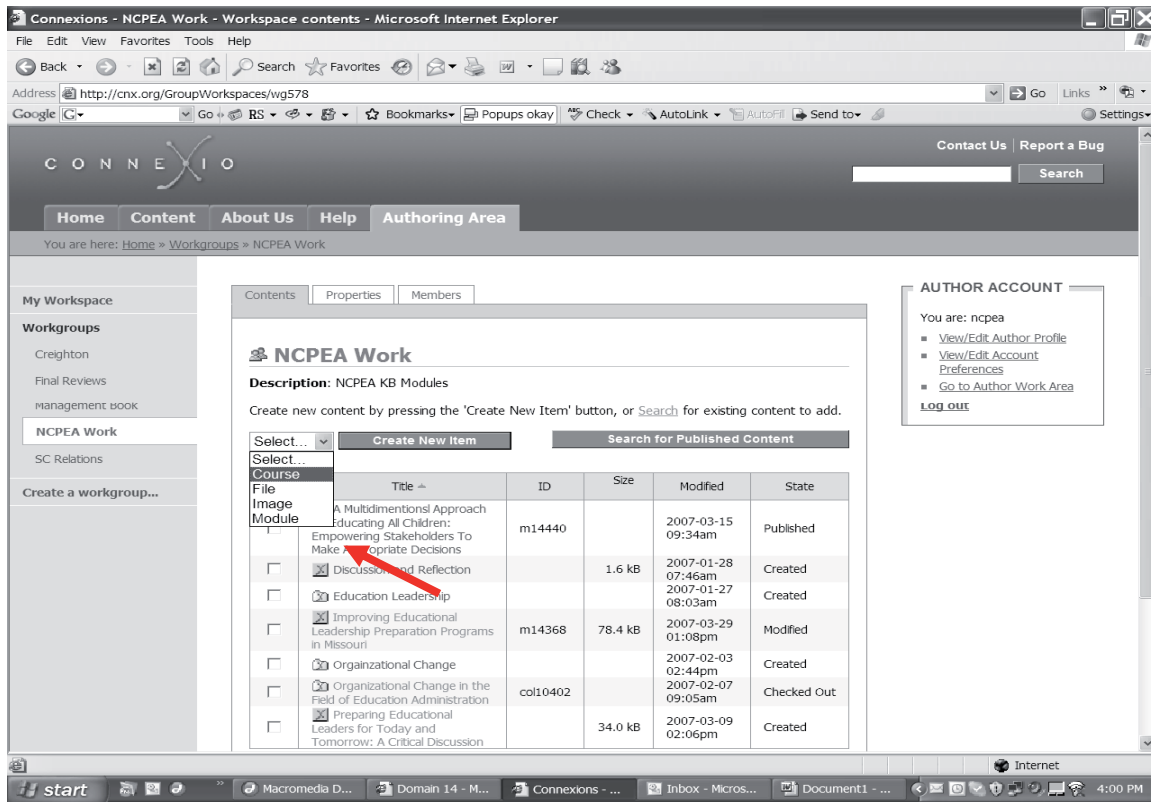 Connexions - NCPEA Work - Workspace contents - Microsoft Internet Explorer
File Edit View Favorites Tools Help
Back Search Favorites
Address http://cnx.org/GroupWorkspaces/wg578 Go Links »
Google G Go RS Bookmarks Popups okay Check AutoLink AutoFill Send to Settings
CONNEXIO
Contact Us | Report a Bug
Search
Home Content About Us Help Authoring Area
You are here: Home » Workgroups » NCPEA Work
My Workspace
Workgroups
Creighton
Final Reviews
Management Book
NCPEA Work
SC Relations
Create a workgroup...
Contents Properties Members
NCPEA Work
Description: NCPEA KB Modules
Create new content by pressing the 'Create New Item' button, or Search for existing content to add.
Select... Create New Item Search for Published Content
Select...
Course
File
Image
Module
Title ID Size Modified State
A Multidimentionsl Approach
Educating All Children:
Empowering Stakeholders To
Make Decisions
m14440 2007-03-15
09:34am Published
Discussion and Reflection 1.6 kB 2007-01-28
07:46am Created
Education Leadership 2007-01-27
08:03am Created
Improving Educational
Leadership Preparation Programs
in Missouri
m14368 78.4 kB 2007-03-29
01:08pm Modified
Orgainzational Change 2007-02-03
02:44pm Created
Organizational Change in the
Field of Education Administration
col10402 2007-02-07
09:05am Checked Out
Preparing Educational
Leaders for Today and
Tomorrow: A Critical Discussion
34.0 kB 2007-03-09
02:06pm Created
AUTHOR ACCOUNT
You are: ncpea
View/Edit Author Profile
View/Edit Account
Preferences
Go to Author Work Area
Log out
Internet
start » Macromedia D... Domain 14 - M... Connexions - ... Inbox - Micros... Document1 - ... 4:00 PM